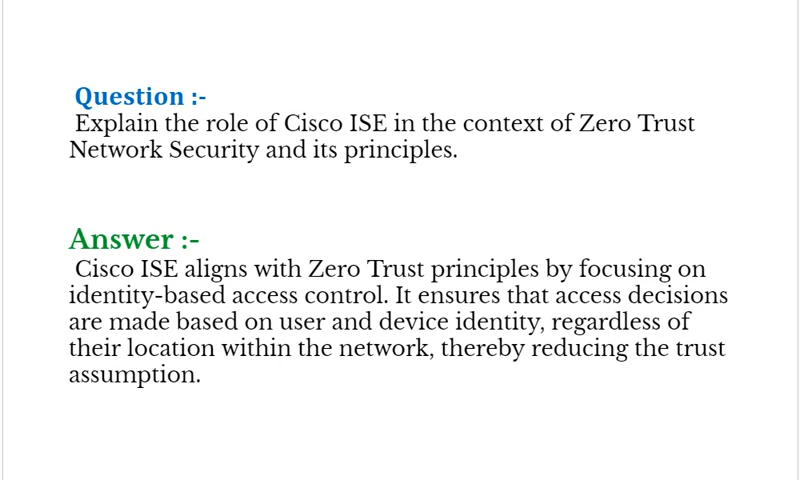 Question :-
Explain the role of Cisco ISE in the context of Zero Trust
Network Security and its principles.
Answer :-
Cisco ISE aligns with Zero Trust principles by focusing on
identity-based access control. It ensures that access decisions
are made based on user and device identity, regardless of
their location within the network, thereby reducing the trust
assumption.